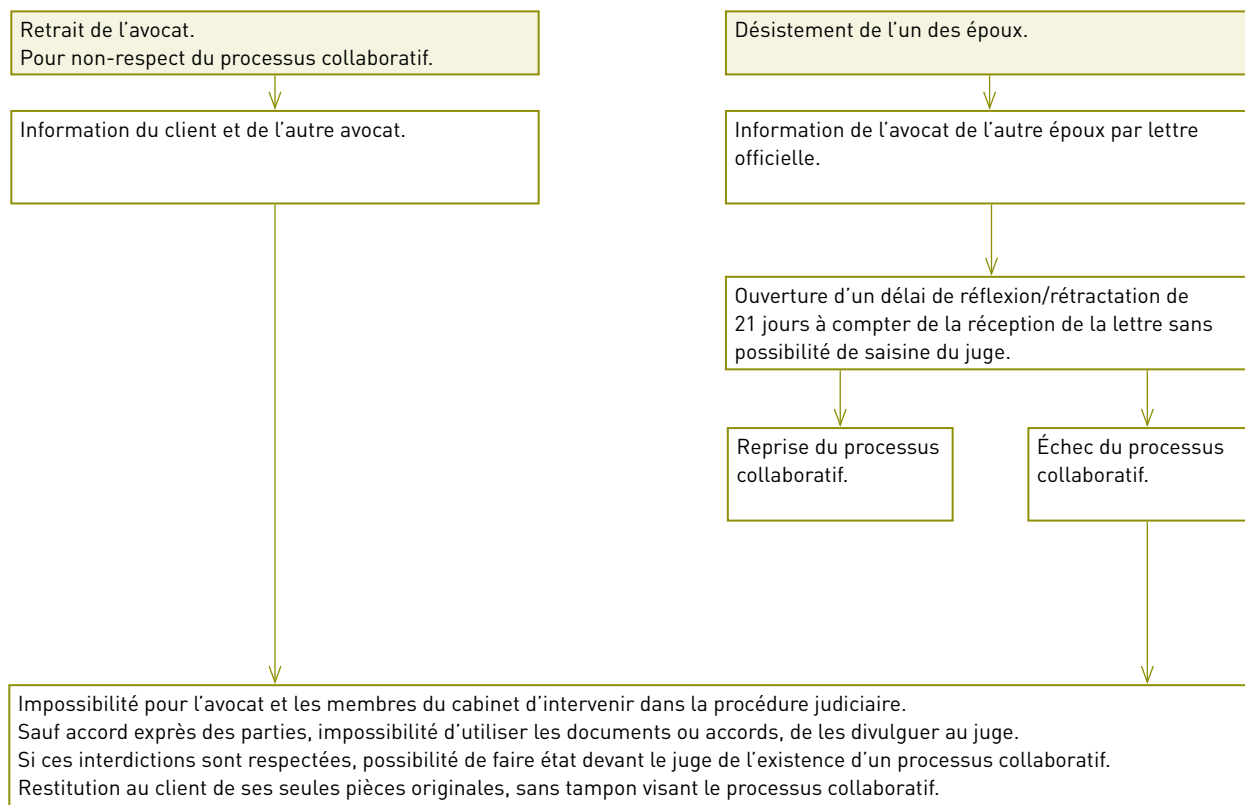 Retrait de l’avocat.
Pour non-respect du processus collaboratif.
Information du client et de l’autre avocat.
Désistement de l’un des époux.
Information de l’avocat de l’autre époux par lettre
officielle.
Ouverture d’un délai de réflexion/rétractation de
21 jours à compter de la réception de la lettre sans
possibilité de saisine du juge.
Reprise du processus
collaboratif.
Échec du processus
collaboratif.
Impossibilité pour l’avocat et les membres du cabinet d’intervenir dans la procédure judiciaire.
Sauf accord exprès des parties, impossibilité d’utiliser les documents ou accords, de les divulguer au juge.
Si ces interdictions sont respectées, possibilité de faire état devant le juge de l’existence d’un processus collaboratif.
Restitution au client de ses seules pièces originales, sans tampon visant le processus collaboratif.